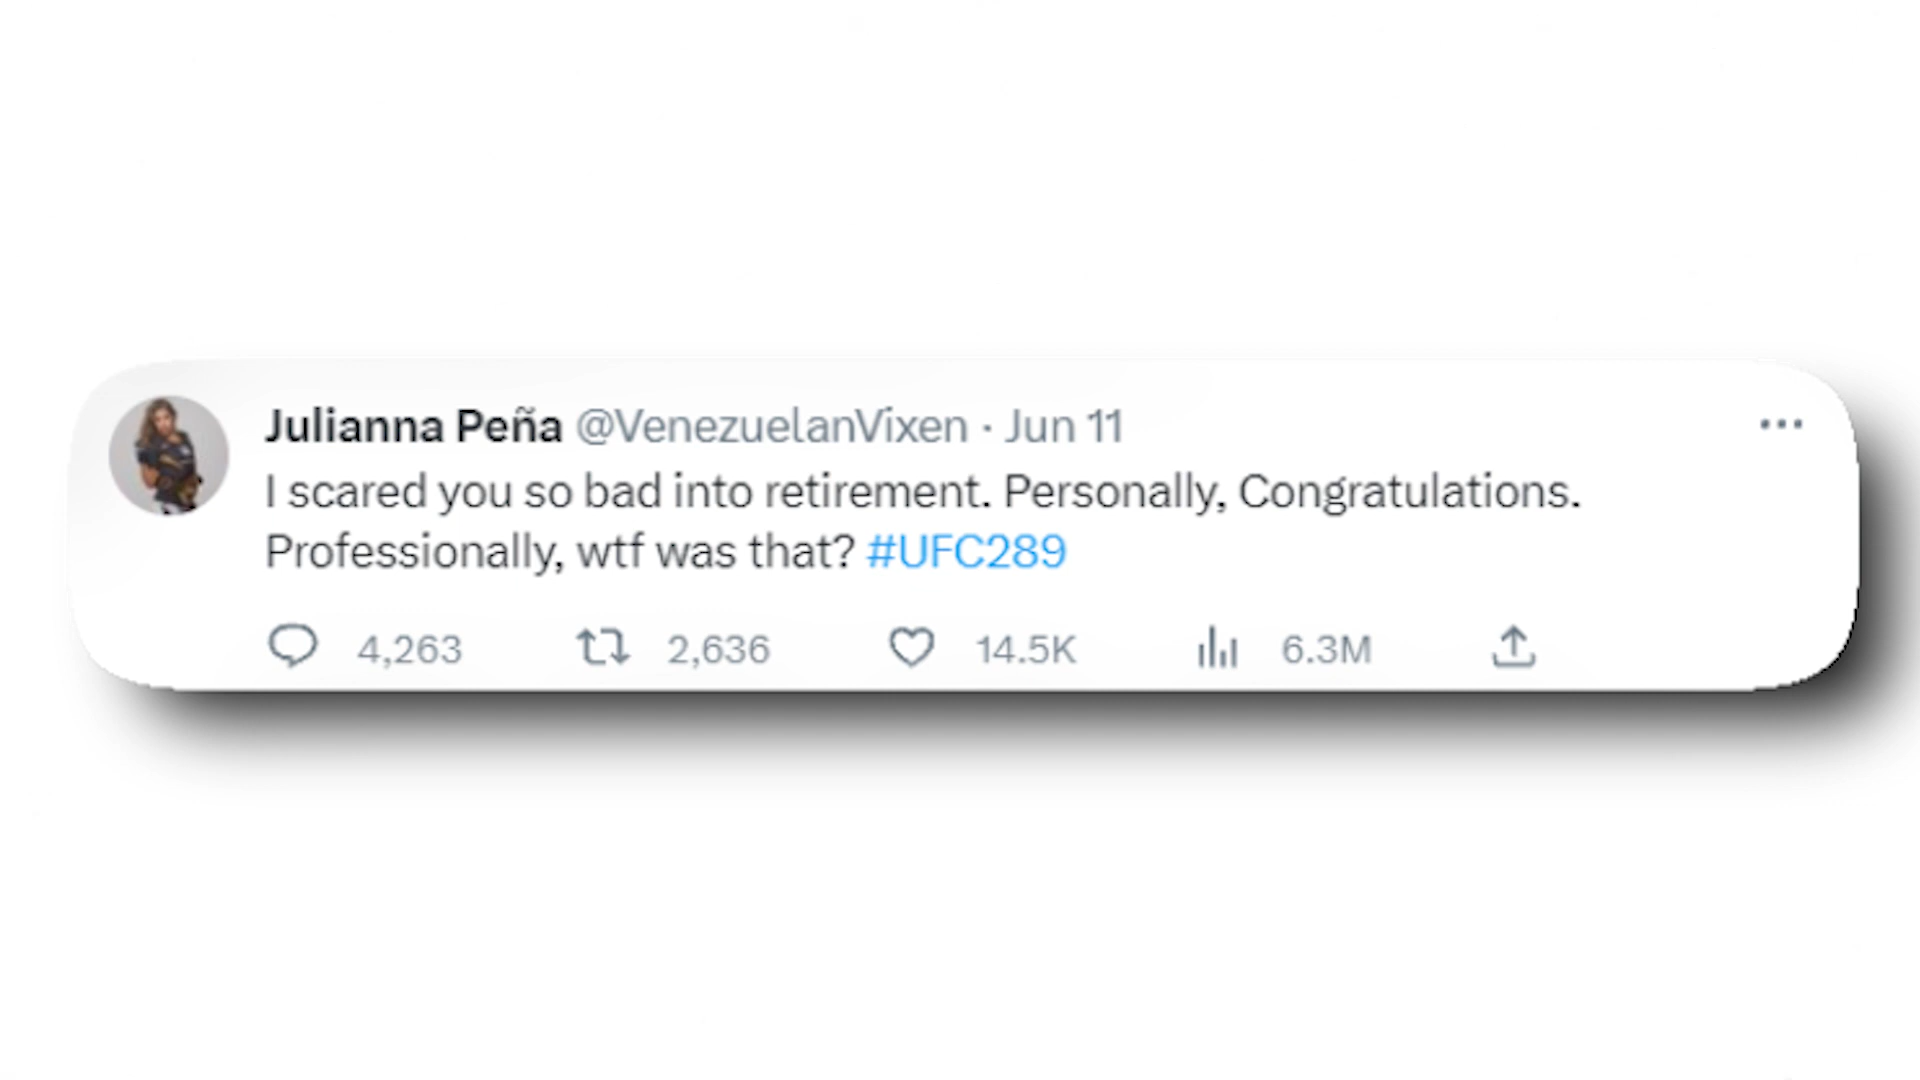 Julianna Peña @VenezuelanVixen · Jun 11
I scared you so bad into retirement. Personally, Congratulations.
Professionally, wtf was that? #UFC289
4,263 2,636 14.5K 6.3M